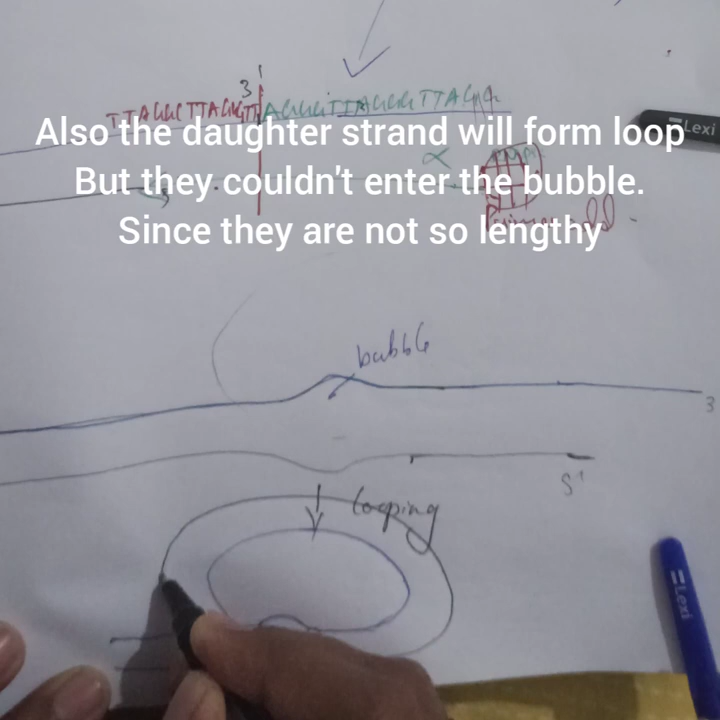 3'
Lexi
Also the daughter strand will form loop
But they couldn't enter the bubble.
Since they are not so lengthy
α
bubble
3
5'
looping
Lexi